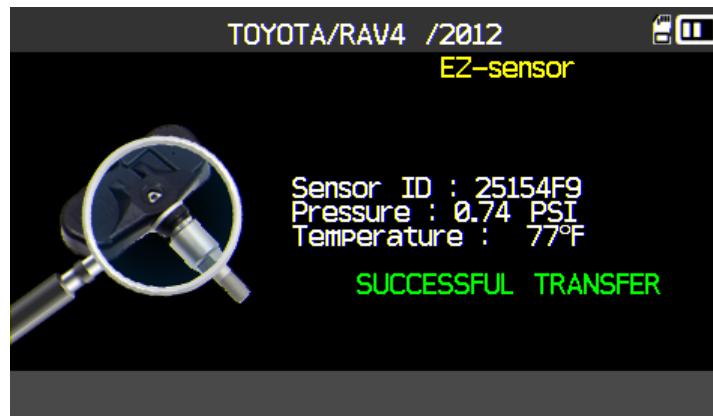 TOYOTA/RAV4 /2012
EZ-sensor
Sensor ID : 25154F9
Pressure : 0.74 PSI
Temperature : 77°F
SUCCESSFUL TRANSFER